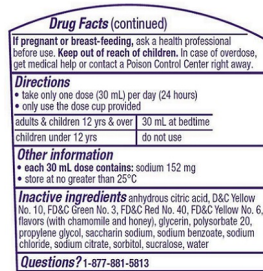 Drug Facts (continued)
If pregnant or breast-feeding, ask a health professional
before use. Keep out of reach of children. In case of overdose,
get medical help or contact a Poison Control Center right away.
Directions
• take only one dose (30 mL) per day (24 hours)
• only use the dose cup provided
adults & children 12 yrs & over 30 mL at bedtime
children under 12 yrs do not use
Other information
• each 30 mL dose contains: sodium 152 mg
• store at no greater than 25°C
Inactive ingredients anhydrous citric acid, D&C Yellow
No. 10, FD&C Green No. 3, FD&C Red No. 40, FD&C Yellow No. 6,
flavors (with chamomile and honey), glycerin, polysorbate 20,
propylene glycol, saccharin sodium, sodium benzoate, sodium
chloride, sodium citrate, sorbitol, sucralose, water
Questions? 1-877-881-5813